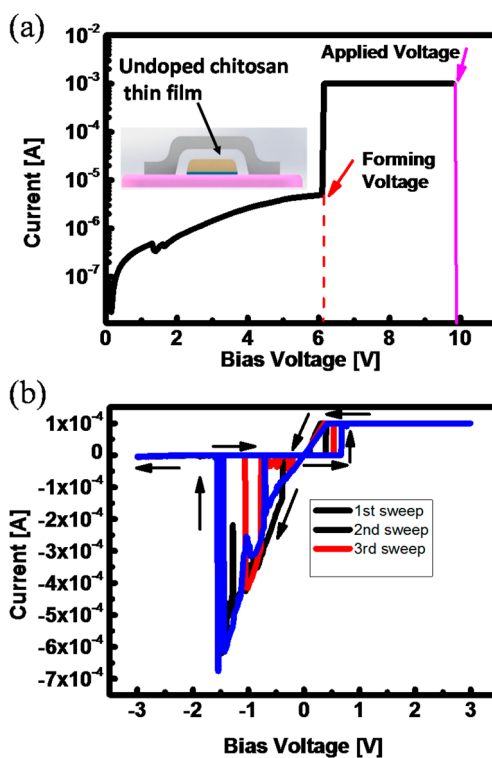 (a)
10⁻²
10⁻³
10⁻⁴
10⁻⁵
10⁻⁶
10⁻⁷
Current [A]
Undoped chitosan
thin film
Applied Voltage
Forming
Voltage
0 2 4 6 8 10
Bias Voltage [V]
(b)
1x10⁻⁴
0
-1x10⁻⁴
-2x10⁻⁴
-3x10⁻⁴
-4x10⁻⁴
-5x10⁻⁴
-6x10⁻⁴
-7x10⁻⁴
Current [A]
1st sweep
2nd sweep
3rd sweep
-3 -2 -1 0 1 2 3
Bias Voltage [V]